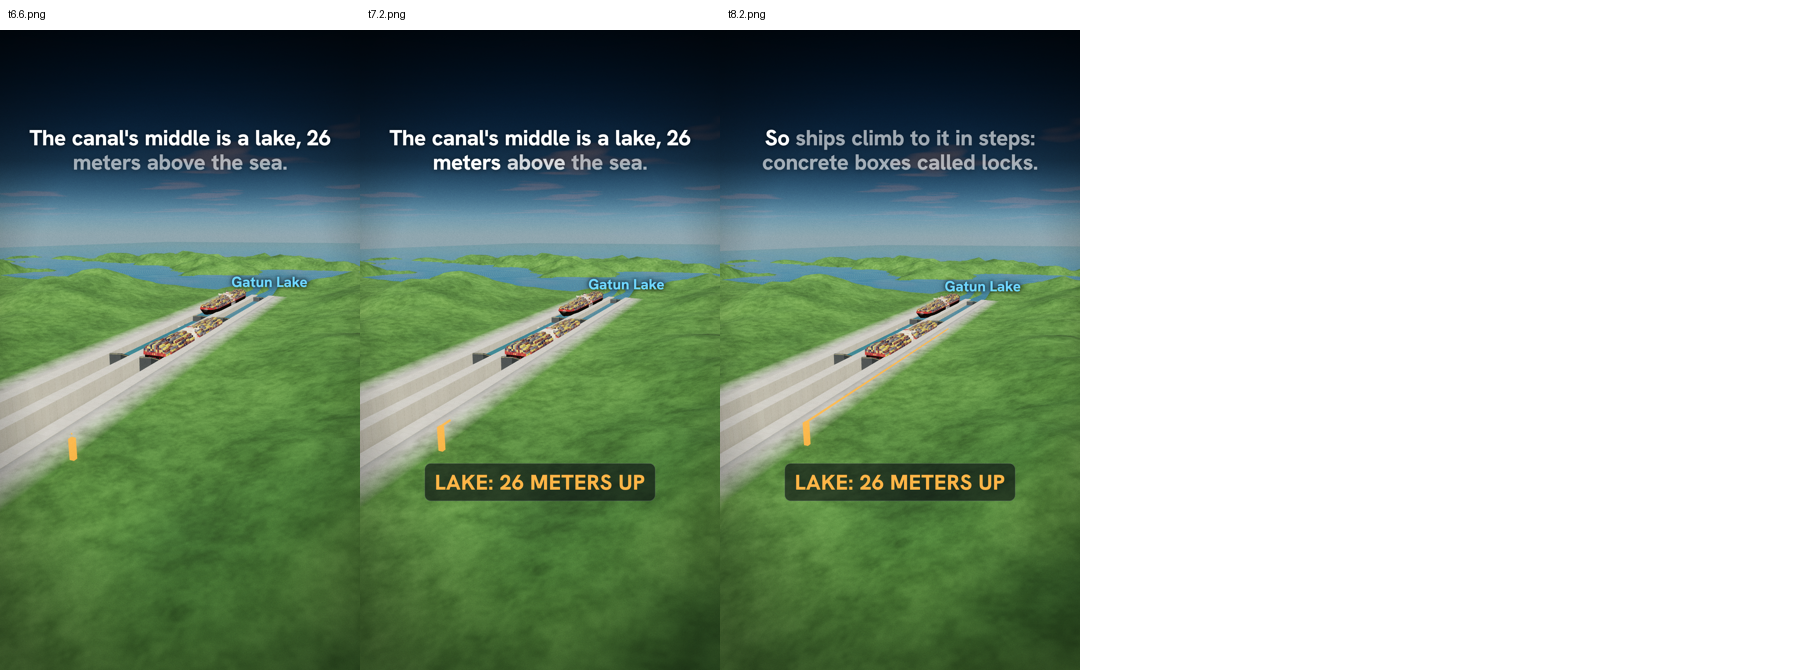 t6.6.png
t7.2.png
t8.2.png
The canal's middle is a lake, 26
meters above the sea.
Gatun Lake
The canal's middle is a lake, 26
meters above the sea.
Gatun Lake
LAKE: 26 METERS UP
So ships climb to it in steps:
concrete boxes called locks.
Gatun Lake
LAKE: 26 METERS UP